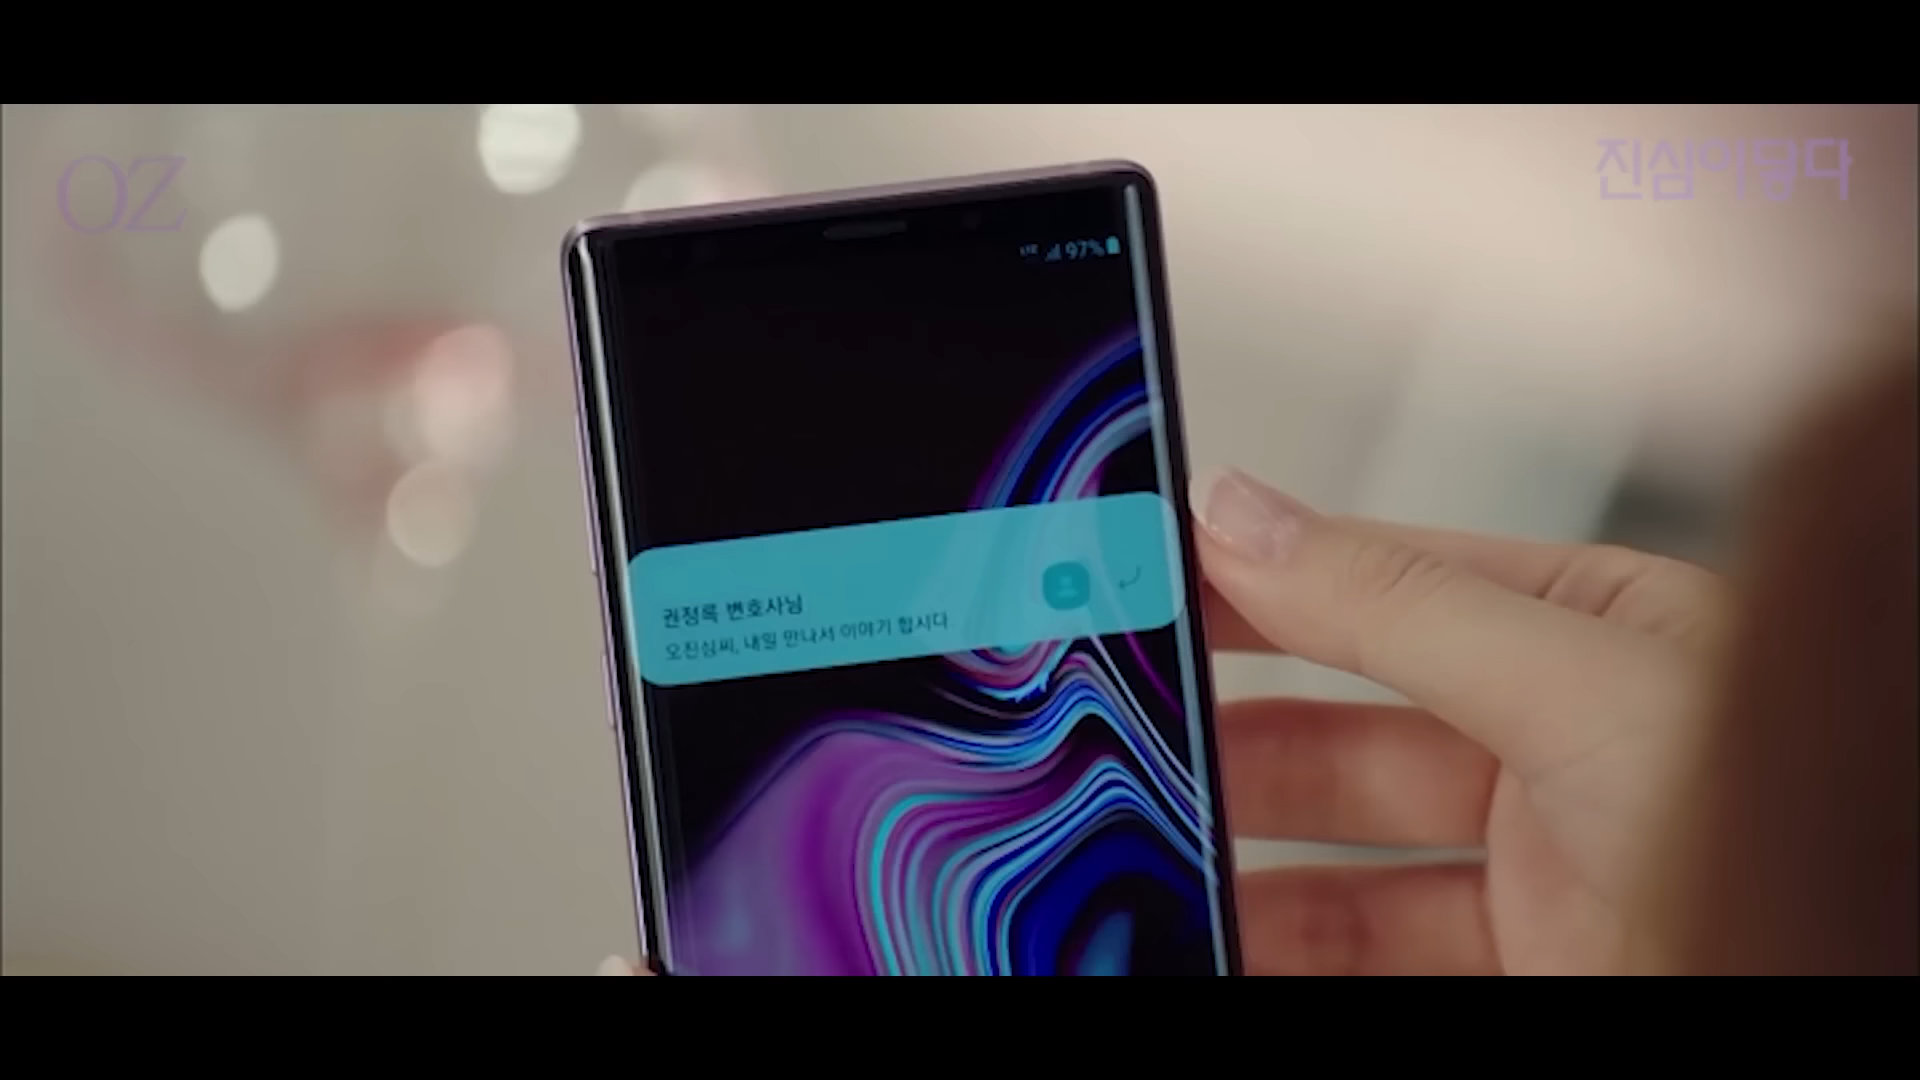 OZ
진심이닿다
LTE 97%
권정록 변호사님
오진심씨, 내일 만나서 이야기 합시다.